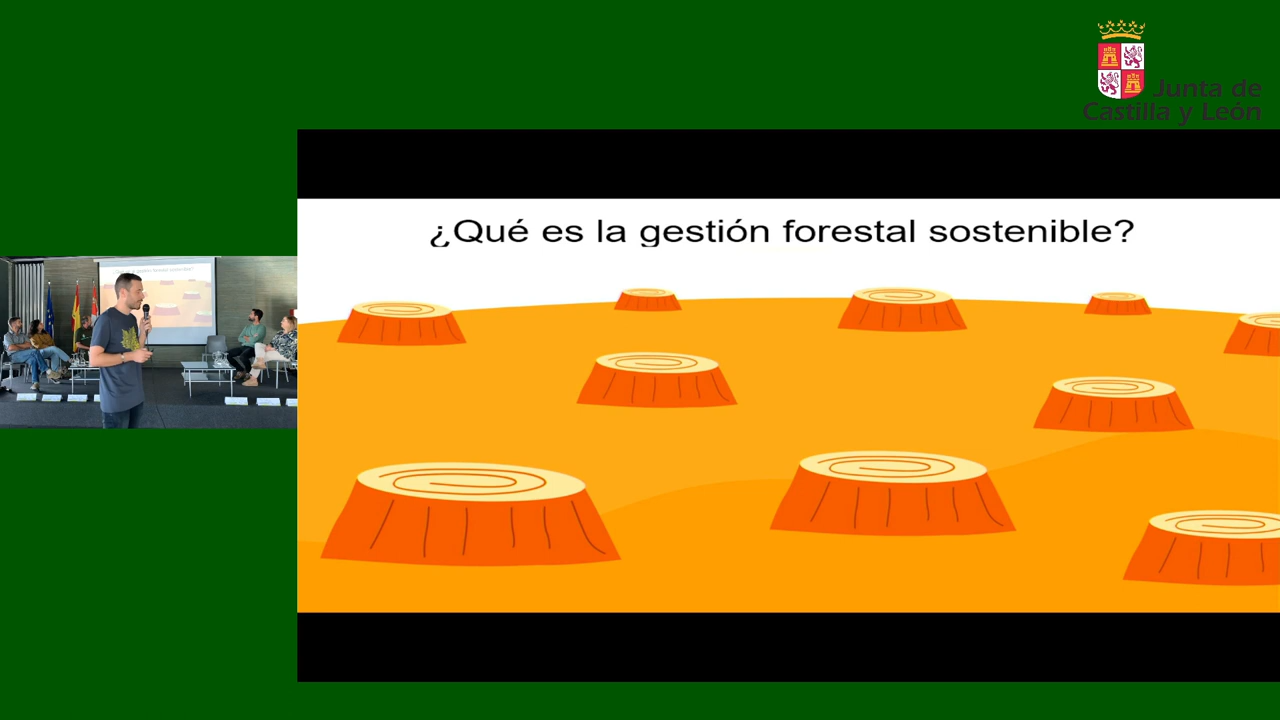 Junta de
Castilla y León
¿Qué es la gestión forestal sostenible?